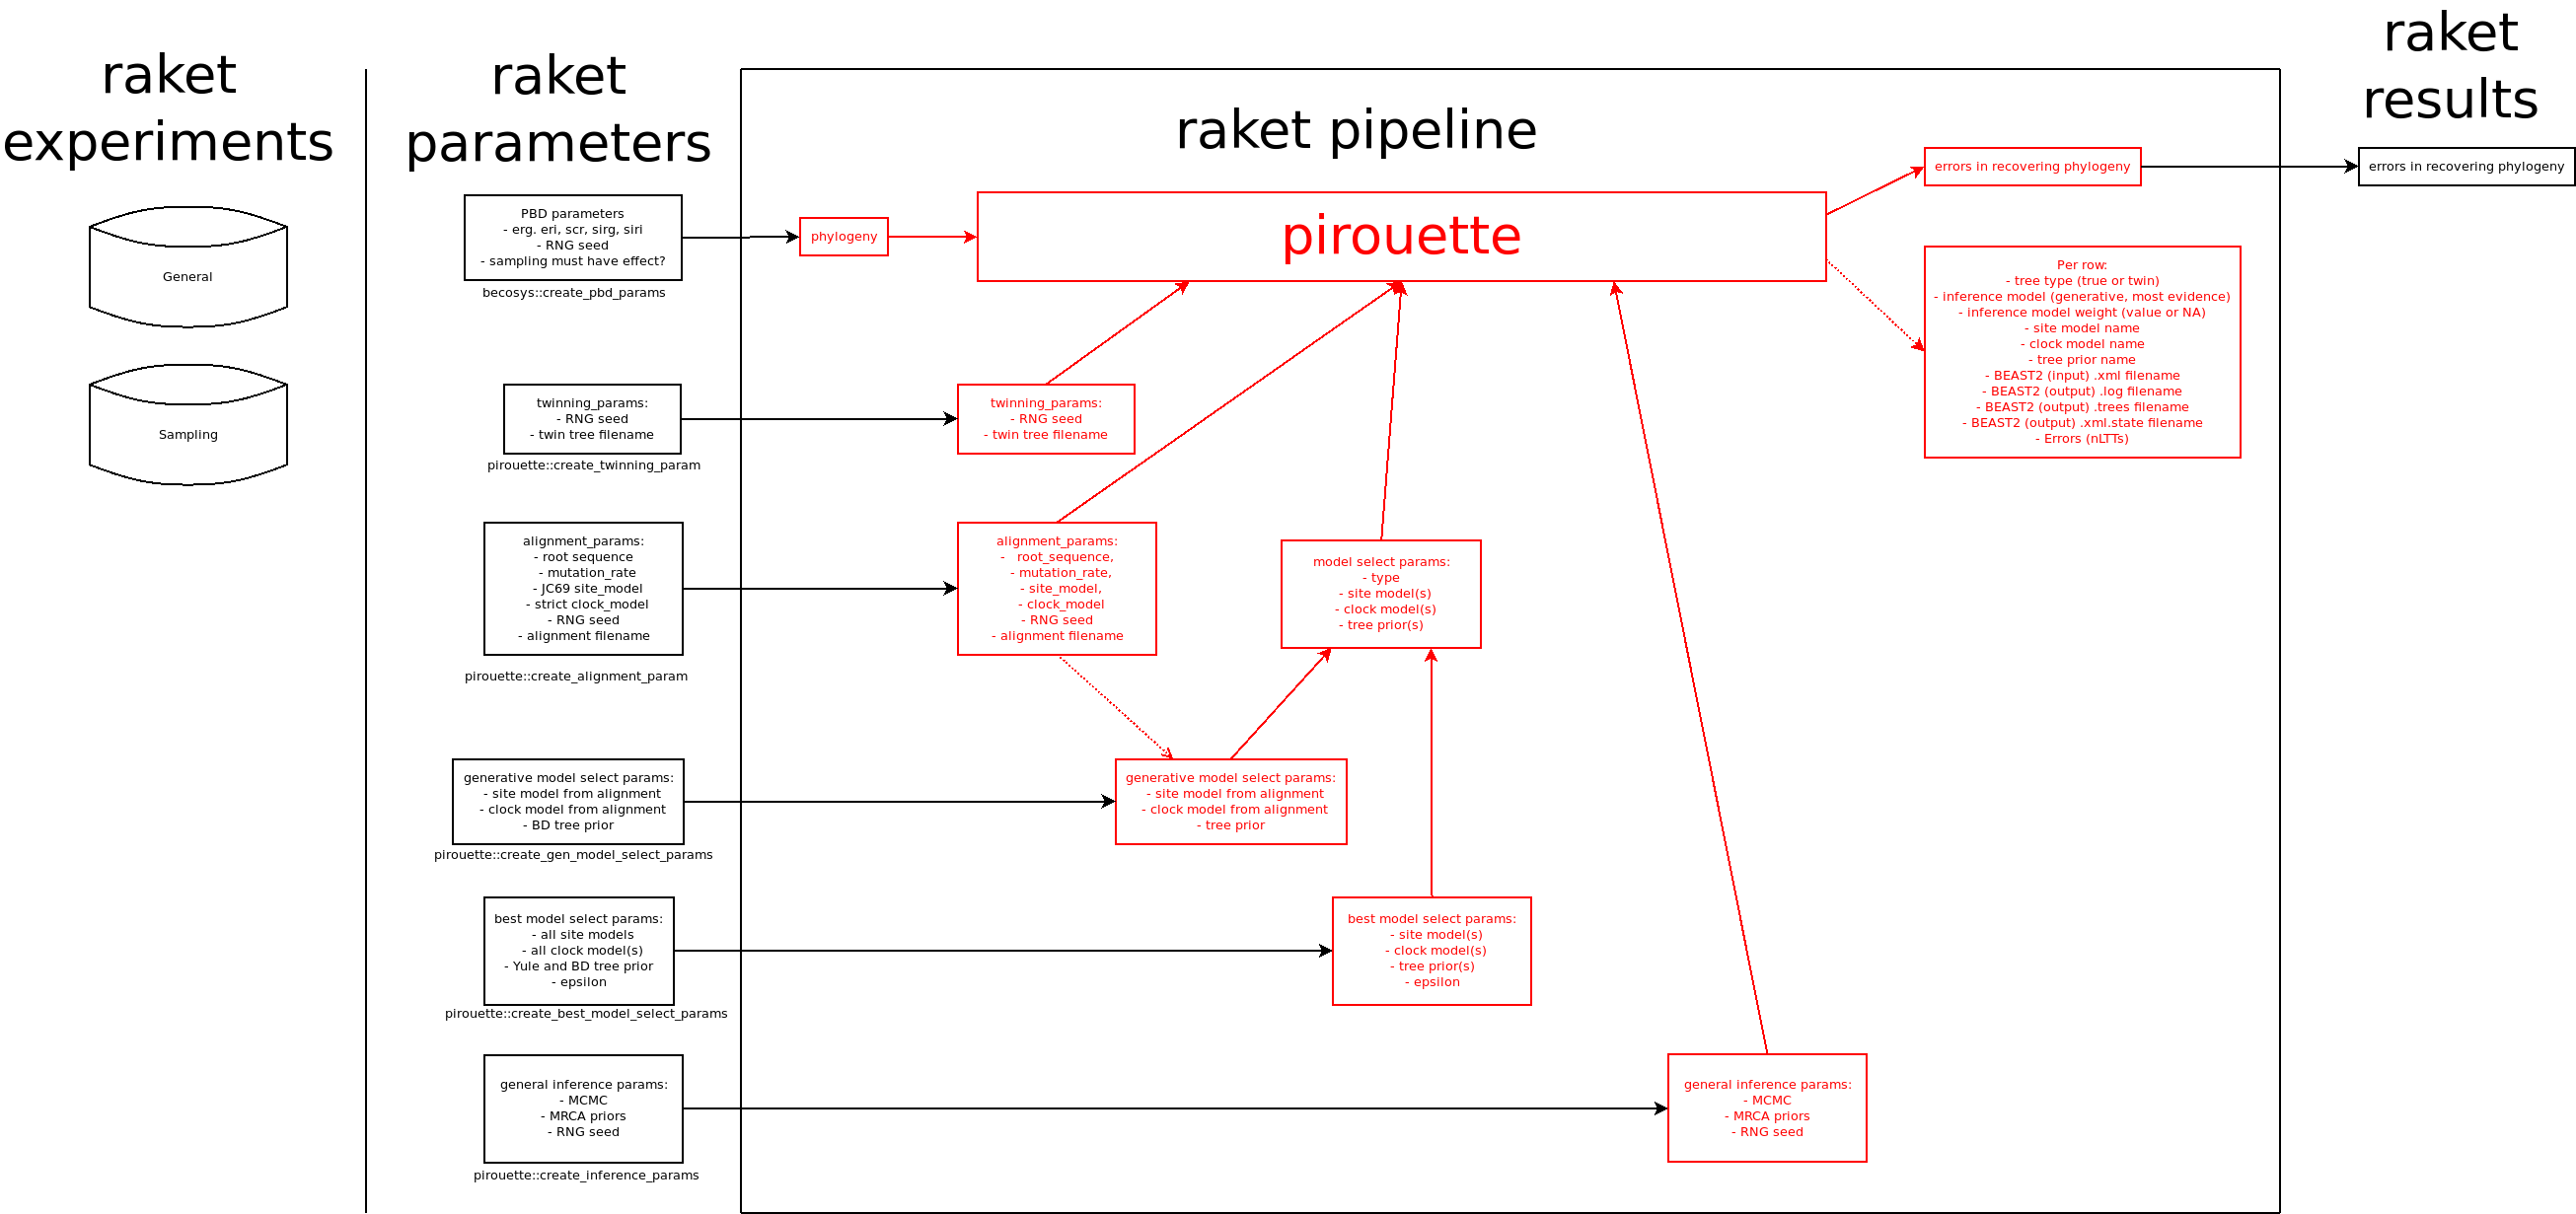 raket
experiments
General
Sampling
raket
parameters
PBD parameters
- erg. eri, scr, sirg, siri
- RNG seed
- sampling must have effect?
becosys::create_pbd_params
twinning_params:
- RNG seed
- twin tree filename
pirouette::create_twinning_param
alignment_params:
- root sequence
- mutation_rate
- JC69 site_model
- strict clock_model
- RNG seed
- alignment filename
pirouette::create_alignment_param
generative model select params:
- site model from alignment
- clock model from alignment
- BD tree prior
pirouette::create_gen_model_select_params
best model select params:
- all site models
- all clock model(s)
- Yule and BD tree prior
- epsilon
pirouette::create_best_model_select_params
general inference params:
- MCMC
- MRCA priors
- RNG seed
pirouette::create_inference_params
raket pipeline
phylogeny
pirouette
twinning_params:
- RNG seed
- twin tree filename
alignment_params:
- root_sequence,
- mutation_rate,
- site_model,
- clock_model
- RNG seed
- alignment filename
model select params:
- type
- site model(s)
- clock model(s)
- tree prior(s)
generative model select params:
- site model from alignment
- clock model from alignment
- tree prior
best model select params:
- site model(s)
- clock model(s)
- tree prior(s)
- epsilon
general inference params:
- MCMC
- MRCA priors
- RNG seed
errors in recovering phylogeny
Per row:
- tree type (true or twin)
- inference model (generative, most evidence)
- inference model weight (value or NA)
- site model name
- clock model name
- tree prior name
- BEAST2 (input) .xml filename
- BEAST2 (output) .log filename
- BEAST2 (output) .trees filename
- BEAST2 (output) .xml.state filename
- Errors (nLTTs)
raket
results
errors in recovering phylogeny